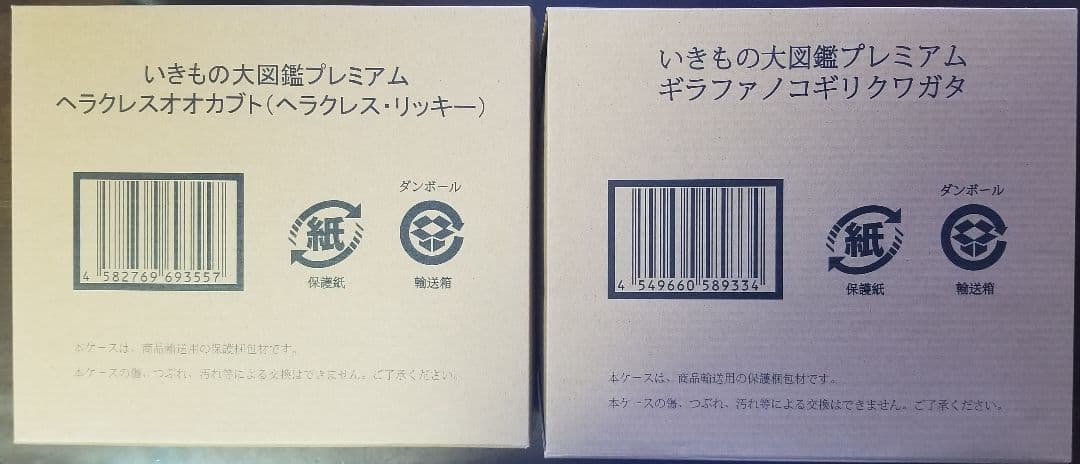 いきもの大図鑑プレミアム
ヘラクレスオオカブト(ヘラクレス・リッキー)
4 582769 693557
紙
保護紙
ダンボール
輸送箱
本ケースは、商品輸送用の保護梱包材です。
本ケースの傷、つぶれ、汚れ等による交換はできません。ご了承ください。
いきもの大図鑑プレミアム
ギラファノコギリクワガタ
4 549660 589334
紙
保護紙
ダンボール
輸送箱
本ケースは、商品輸送用の保護梱包材です。
本ケースの傷、つぶれ、汚れ等による交換はできません。ご了承ください。